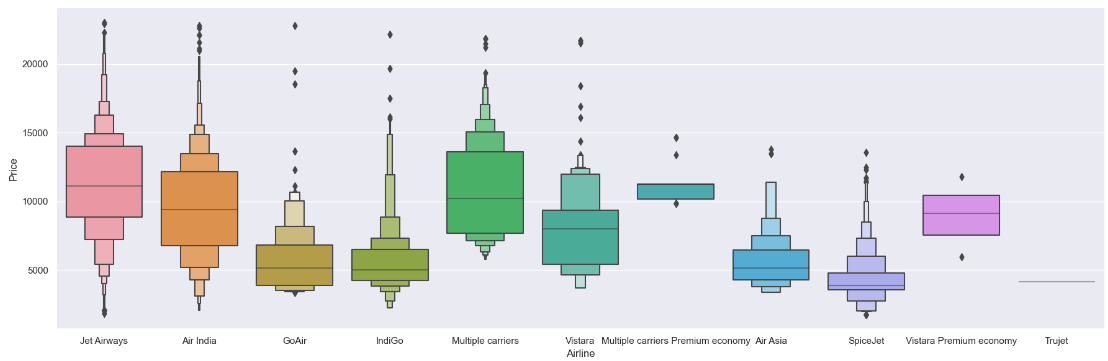 Price
20000
15000
10000
5000
Jet Airways Air India GoAir IndiGo Multiple carriers Vistara Multiple carriers Premium economy Air Asia SpiceJet Vistara Premium economy Trujet
Airline